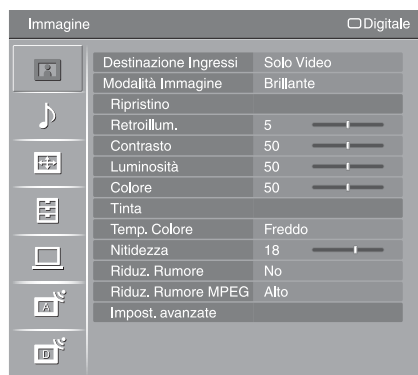 Immagine Digitale
Destinazione Ingressi Solo Video
Modalità Immagine Brillante
Ripristino
Retroillum. 5
Contrasto 50
Luminosità 50
Colore 50
Tinta
Temp. Colore Freddo
Nitidezza 18
Riduz. Rumore No
Riduz. Rumore MPEG Alto
Impost. avanzate
A
D